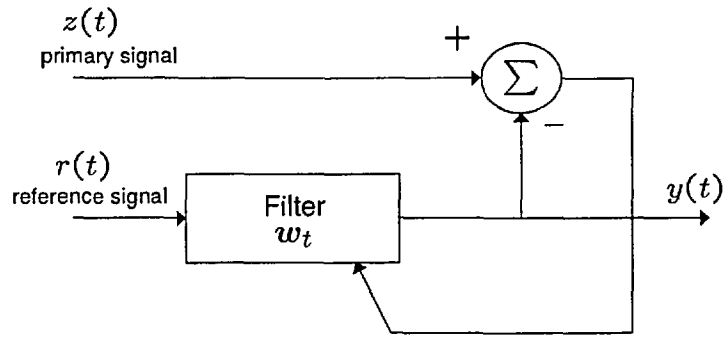 z(t)
primary signal
+
Σ
−
r(t)
reference signal
Filter
w_t
y(t)